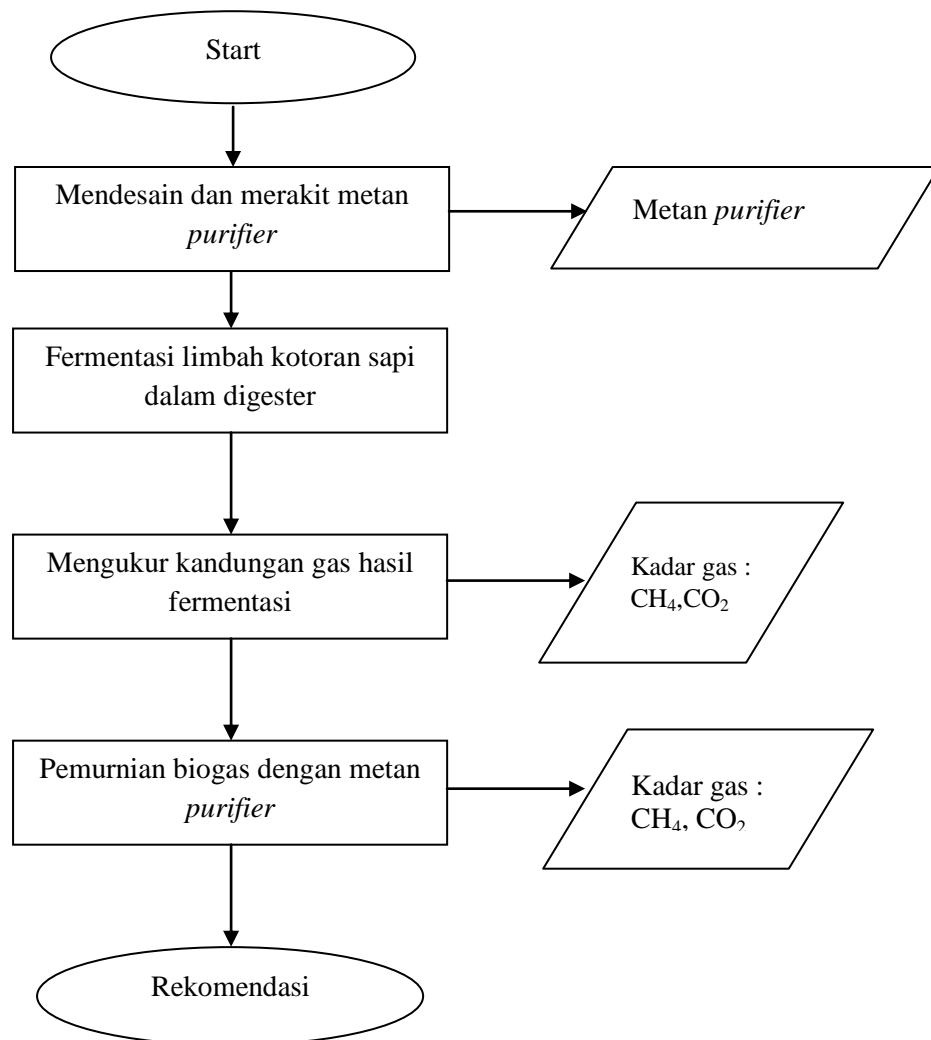 Start
Mendesain dan merakit metan
purifier
Metan purifier
Fermentasi limbah kotoran sapi
dalam digester
Mengukur kandungan gas hasil
fermentasi
Kadar gas :
CH₄,CO₂
Pemurnian biogas dengan metan
purifier
Kadar gas :
CH₄, CO₂
Rekomendasi